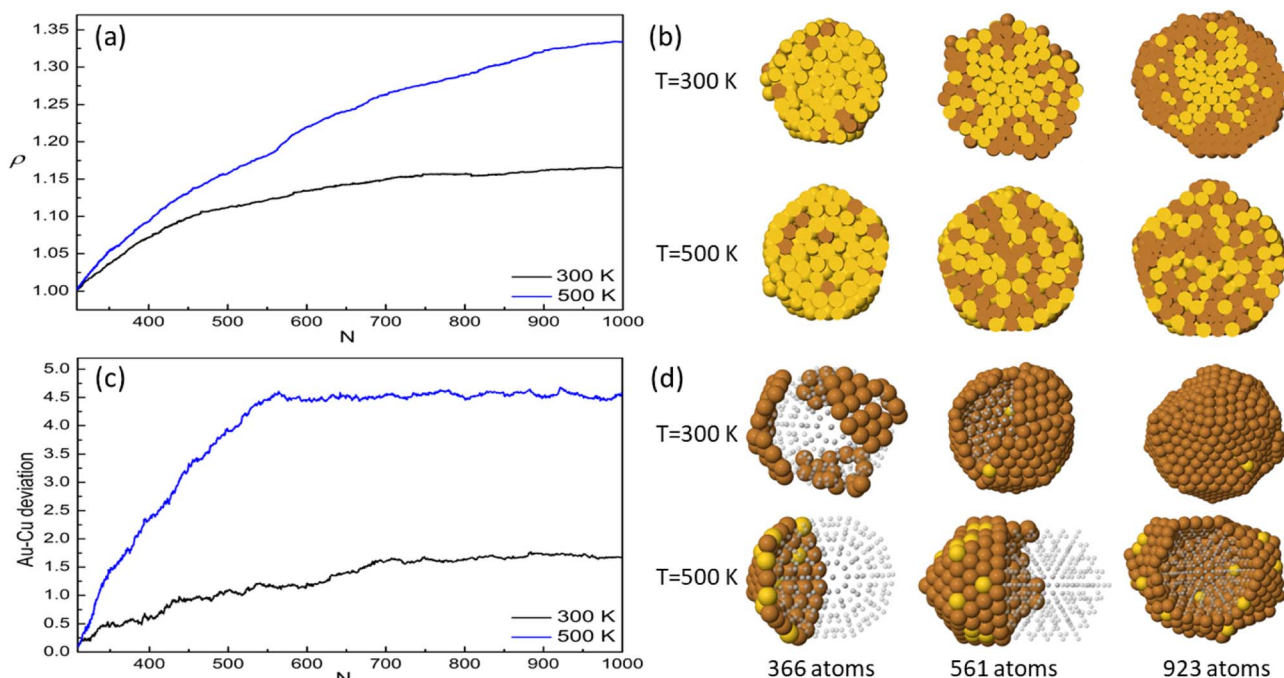 (a)
1.35
1.30
1.25
1.20
1.15
1.10
1.05
1.00
ρ
300 K
500 K
400 500 600 700 800 900 1000
N
(b)
T=300 K
T=500 K
(c)
5.0
4.5
4.0
3.5
3.0
2.5
2.0
1.5
1.0
0.5
0.0
Au-Cu deviation
300 K
500 K
400 500 600 700 800 900 1000
N
(d)
T=300 K
T=500 K
366 atoms 561 atoms 923 atoms